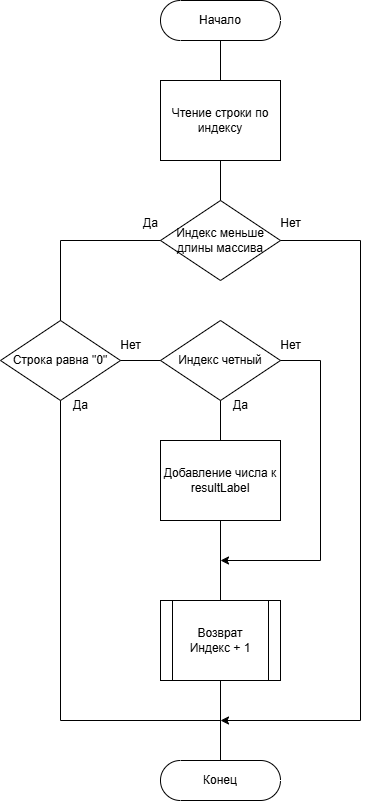 Начало
Чтение строки по
индексу
Да
Индекс меньше
длины массива
Нет
Строка равна "0"
Нет
Индекс четный
Нет
Да
Да
Добавление числа к
resultLabel
Возврат
Индекс + 1
Конец